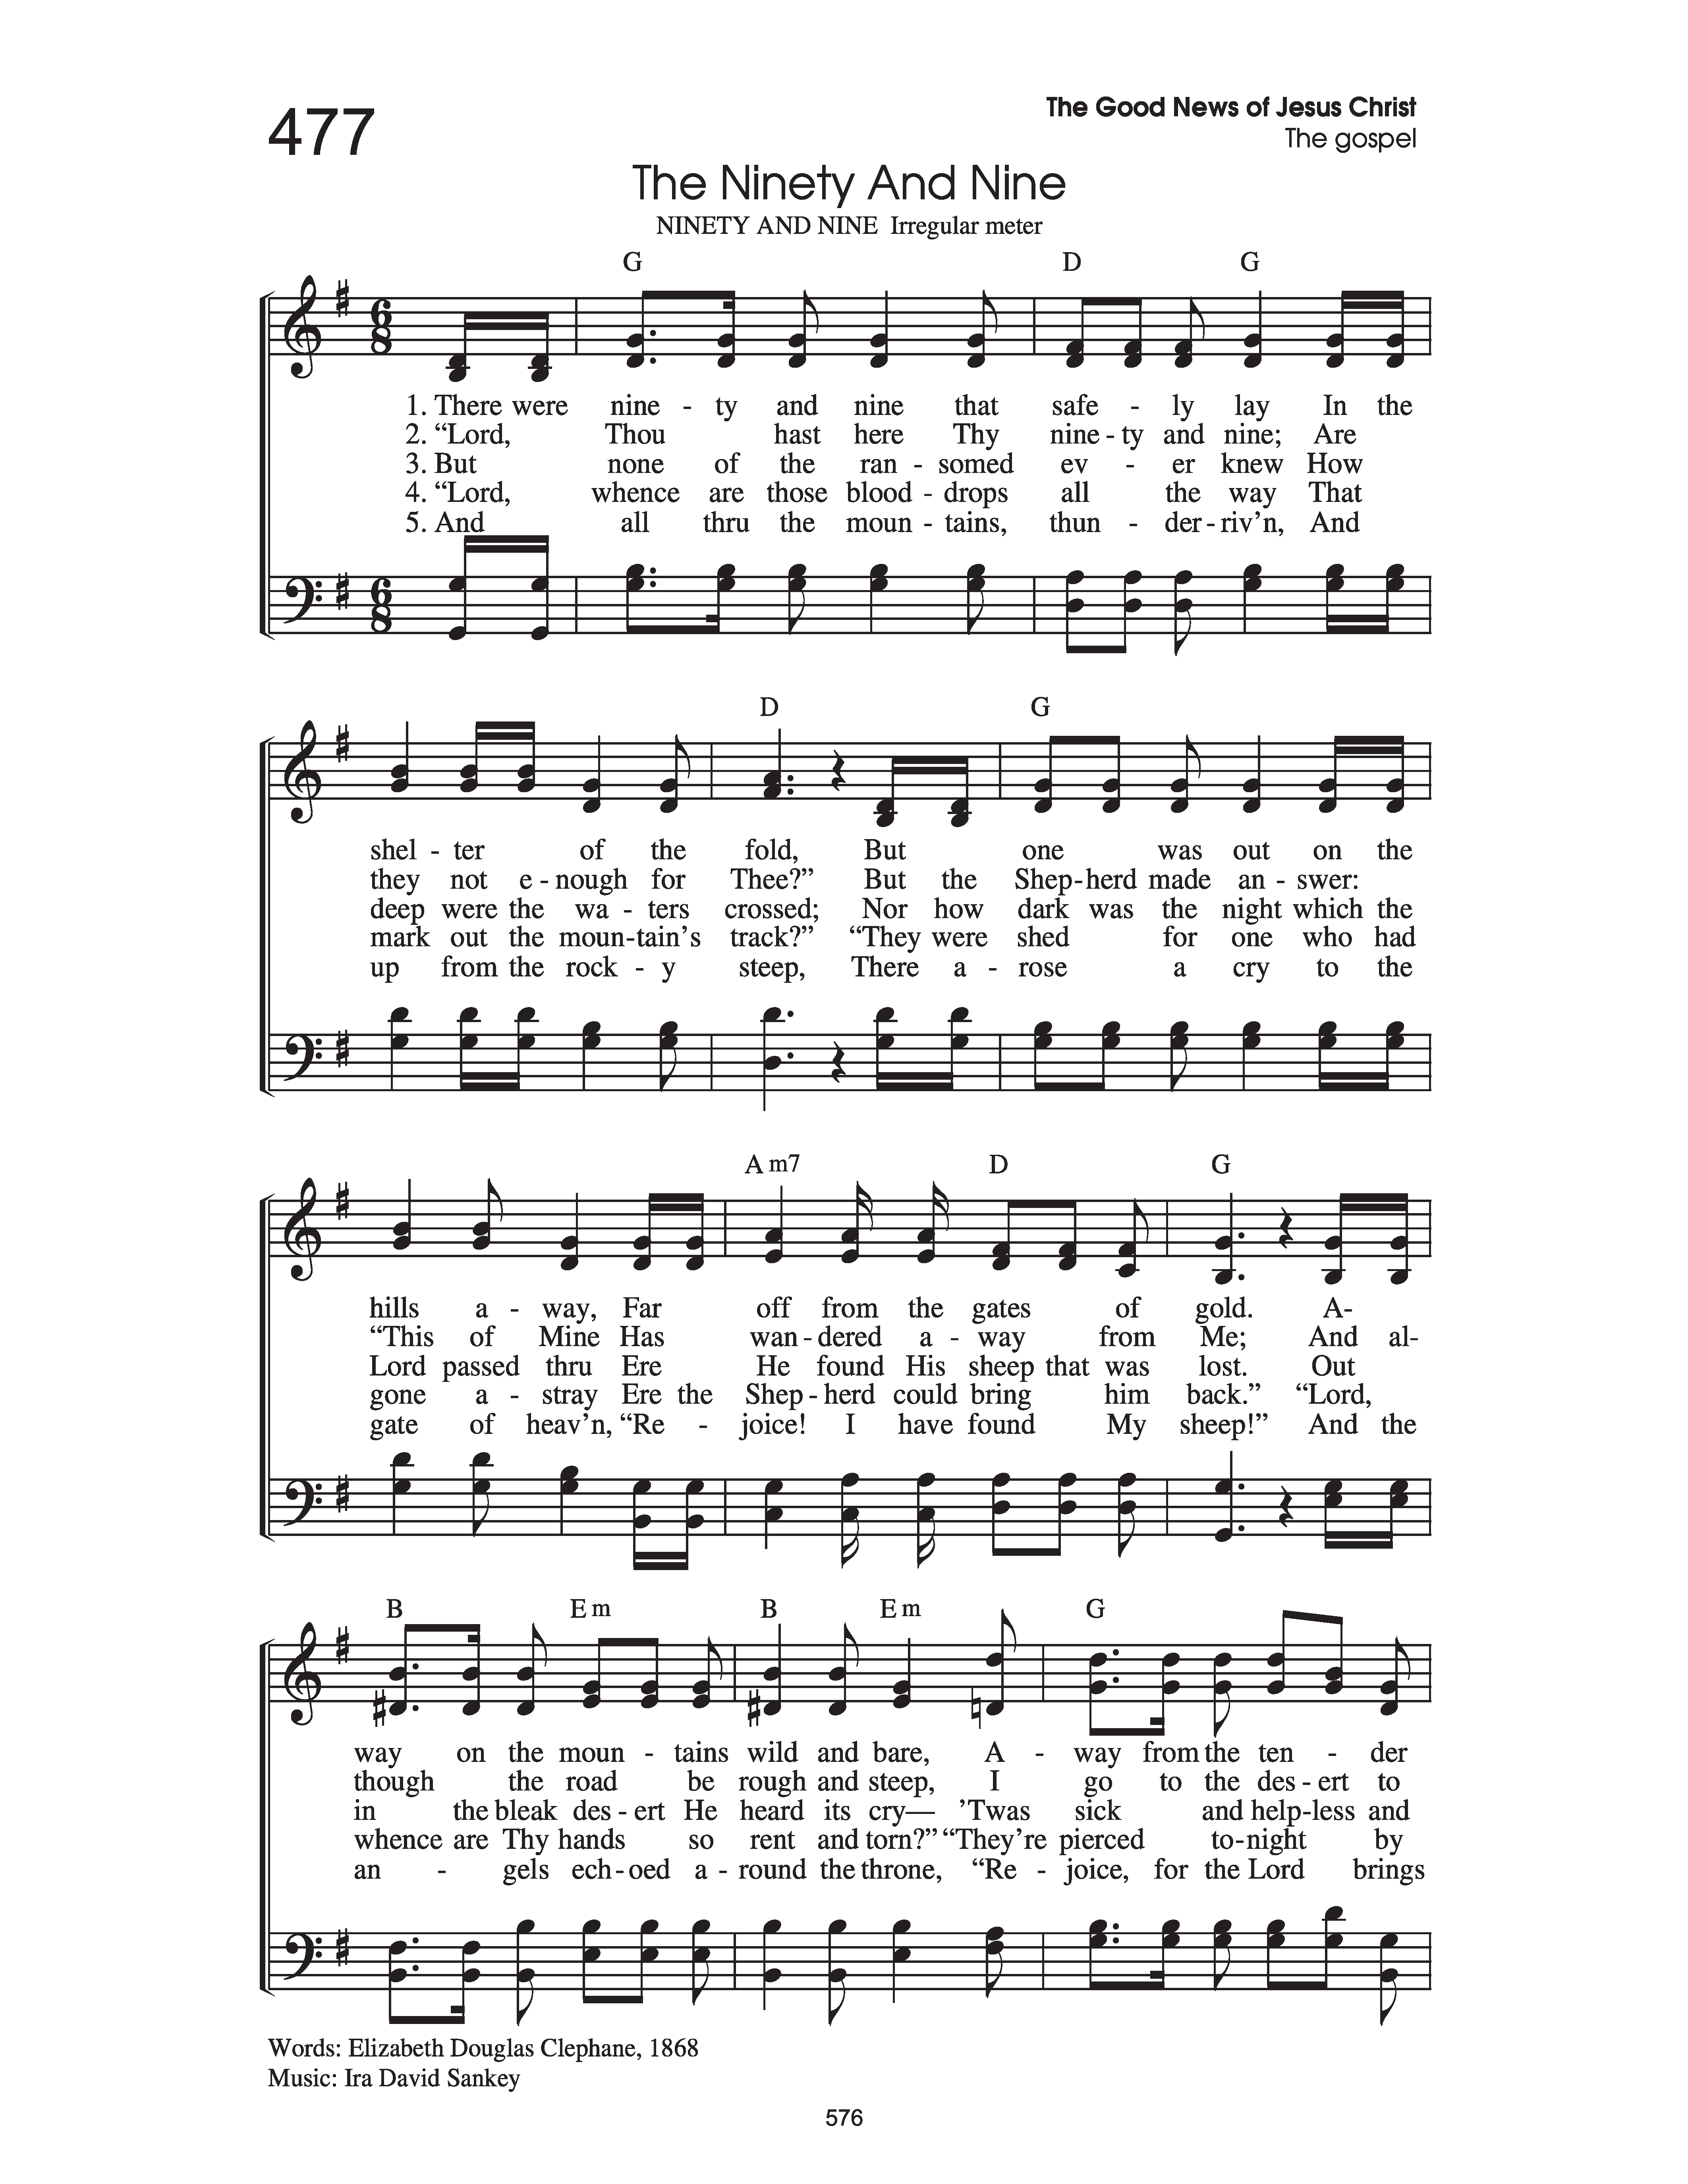 477
The Good News of Jesus Christ
The gospel
The Ninety And Nine
NINETY AND NINE Irregular meter
G D G
6
8
1. There were nine - ty and nine that safe - ly lay In the
2. “Lord, Thou hast here Thy nine - ty and nine; Are
3. But none of the ran - somed ev - er knew How
4. “Lord, whence are those blood - drops all the way That
5. And all thru the moun - tains, thun - der - riv’n, And
6
8
D G
shel - ter of the fold, But one was out on the
they not e - nough for Thee?” But the Shep - herd made an - swer:
deep were the wa - ters crossed; Nor how dark was the night which the
mark out the moun - tain’s track?” “They were shed for one who had
up from the rock - y steep, There a - rose a cry to the
A m7 D G
hills a - way, Far off from the gates of gold. A-
“This of Mine Has wan - dered a - way from Me; And al-
Lord passed thru Ere He found His sheep that was lost. Out
gone a - stray Ere the Shep - herd could bring him back.” “Lord,
gate of heav’n, “Re - joice! I have found My sheep!” And the
B E m B E m G
way on the moun - tains wild and bare, A - way from the ten - der
though the road be rough and steep, I go to the des - ert to
in the bleak des - ert He heard its cry— ’Twas sick and help - less and
whence are Thy hands so rent and torn?” “They’re pierced to - night by
an - gels ech - oed a - round the throne, “Re - joice, for the Lord brings
Words: Elizabeth Douglas Clephane, 1868
Music: Ira David Sankey
576